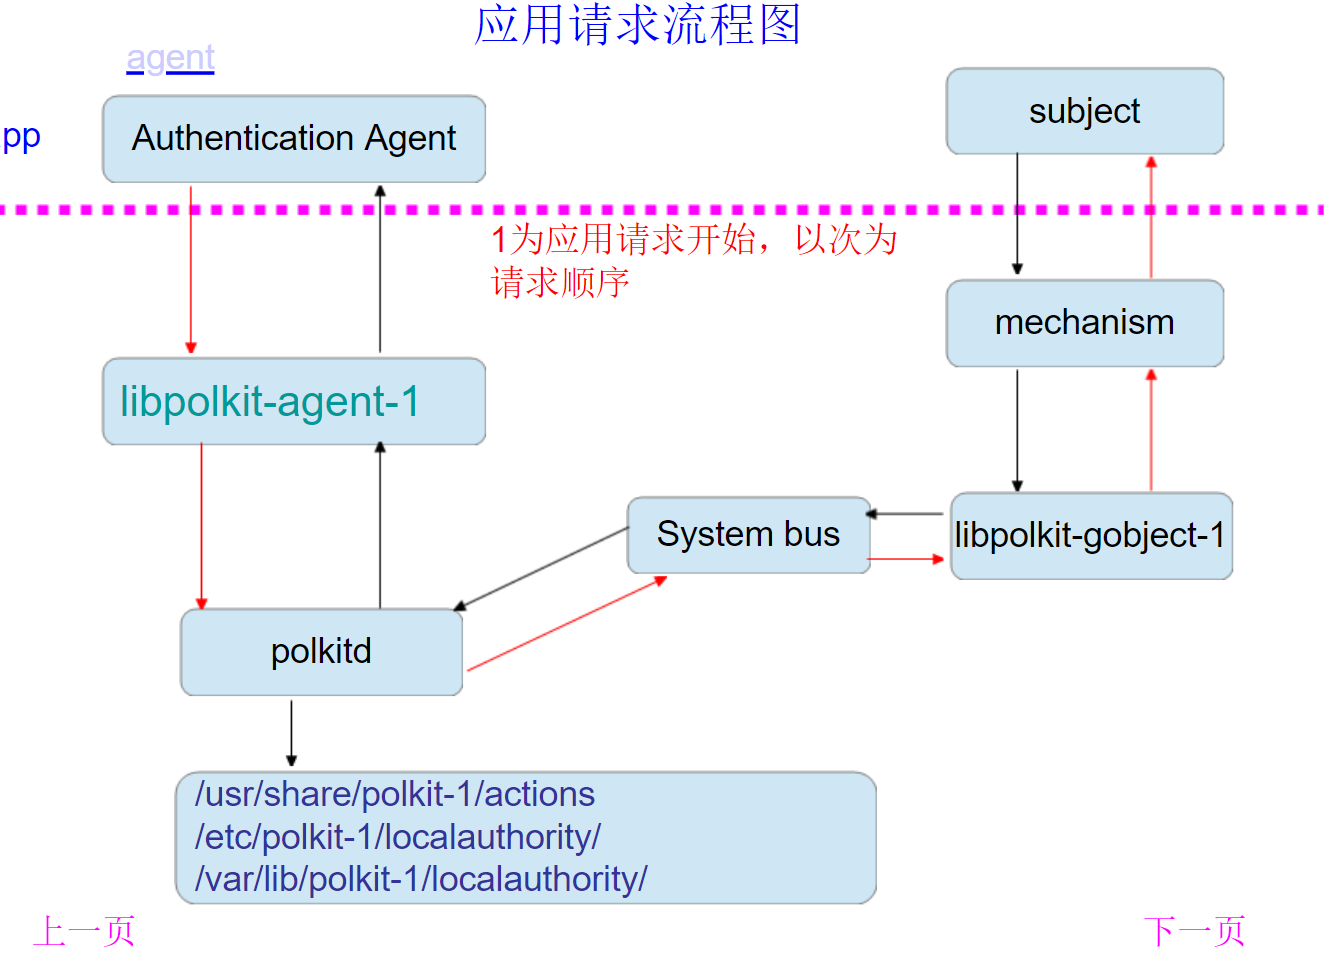 应用请求流程图
agent
subject
pp
Authentication Agent
1为应用请求开始，以次为
请求顺序
mechanism
libpolkit-agent-1
System bus
libpolkit-gobject-1
polkitd
/usr/share/polkit-1/actions
/etc/polkit-1/localauthority/
/var/lib/polkit-1/localauthority/
上一页
下一页